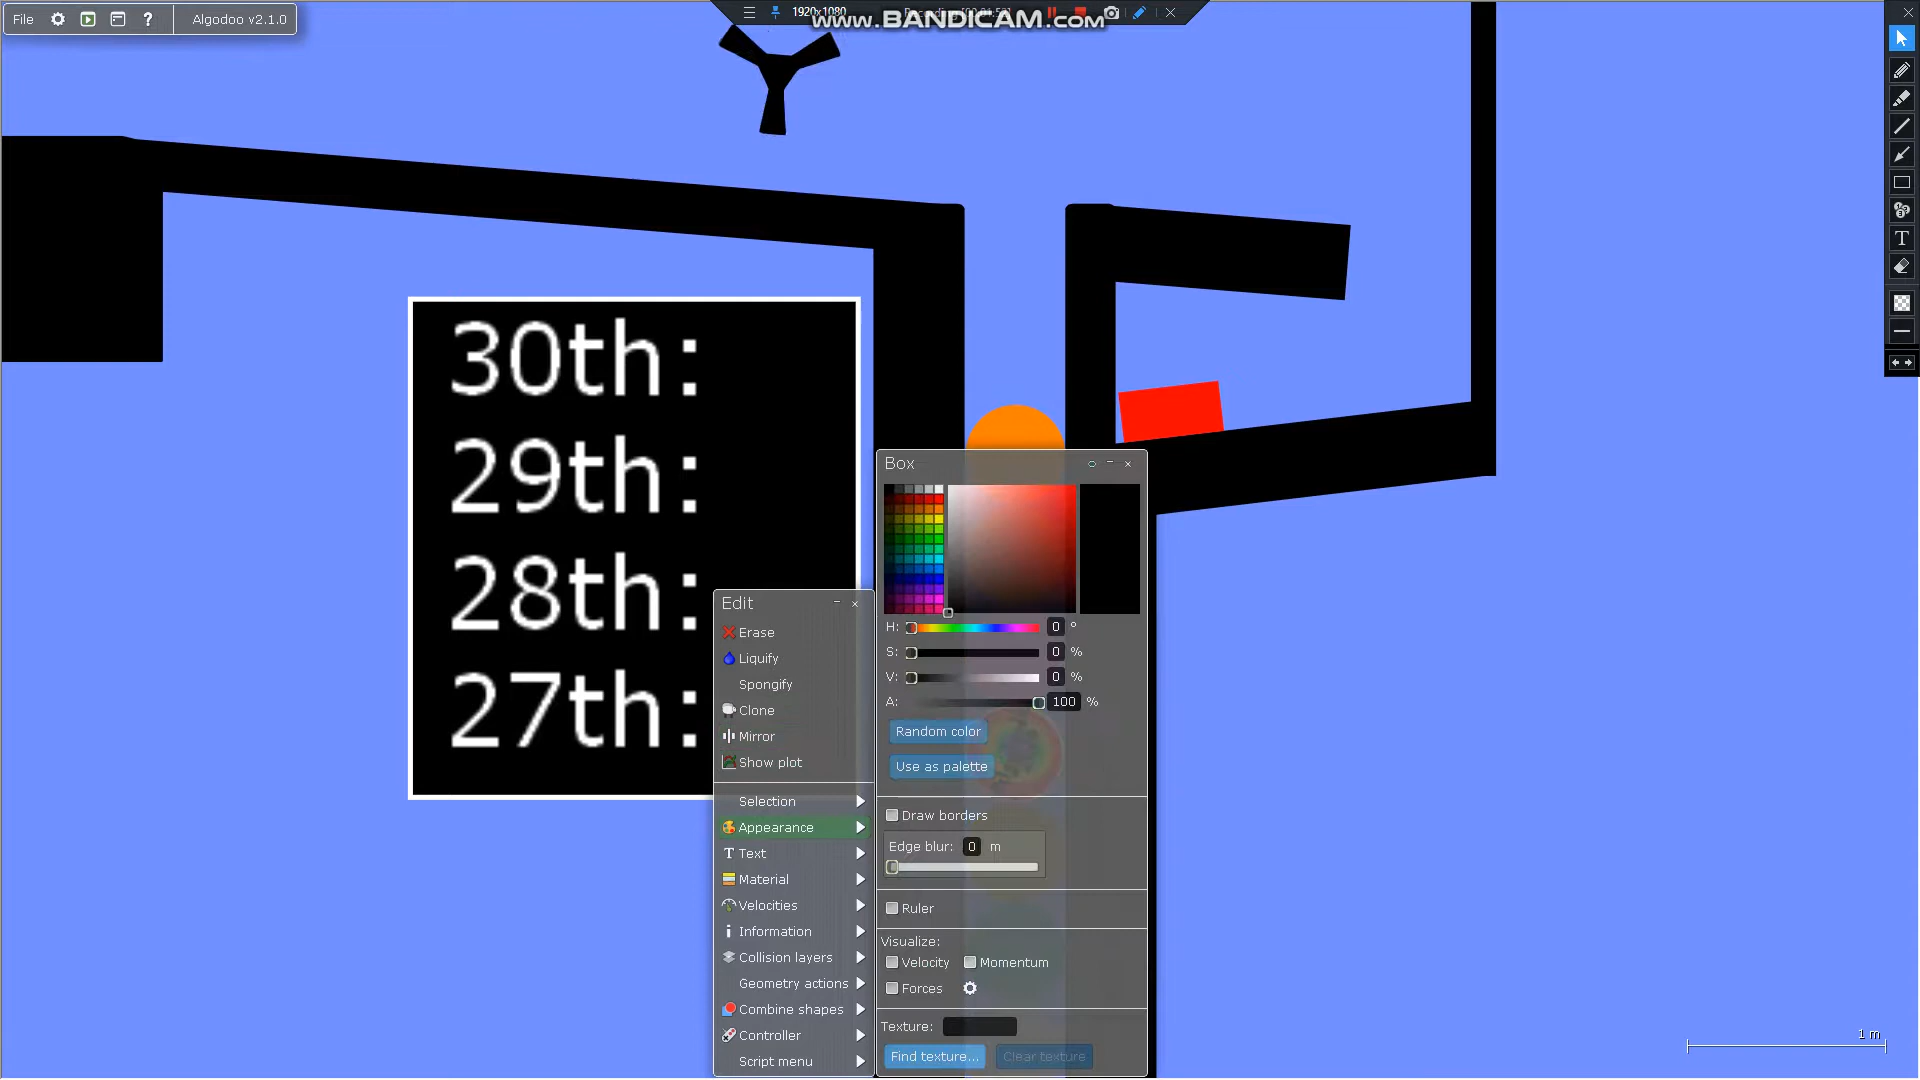 File
Algodoo v2.1.0
1920x1080
www.BANDICAM.com
30th:
29th:
28th:
27th:
Edit
Erase
Liquify
Spongify
Clone
Mirror
Show plot
Selection
Appearance
Text
Material
Velocities
Information
Collision layers
Geometry actions
Combine shapes
Controller
Script menu
Box
H: 0 °
S: 0 %
V: 0 %
A: 100 %
Random color
Use as palette
Draw borders
Edge blur: 0 m
Ruler
Visualize:
Velocity Momentum
Forces
Texture:
Find texture... Clear texture
1 m